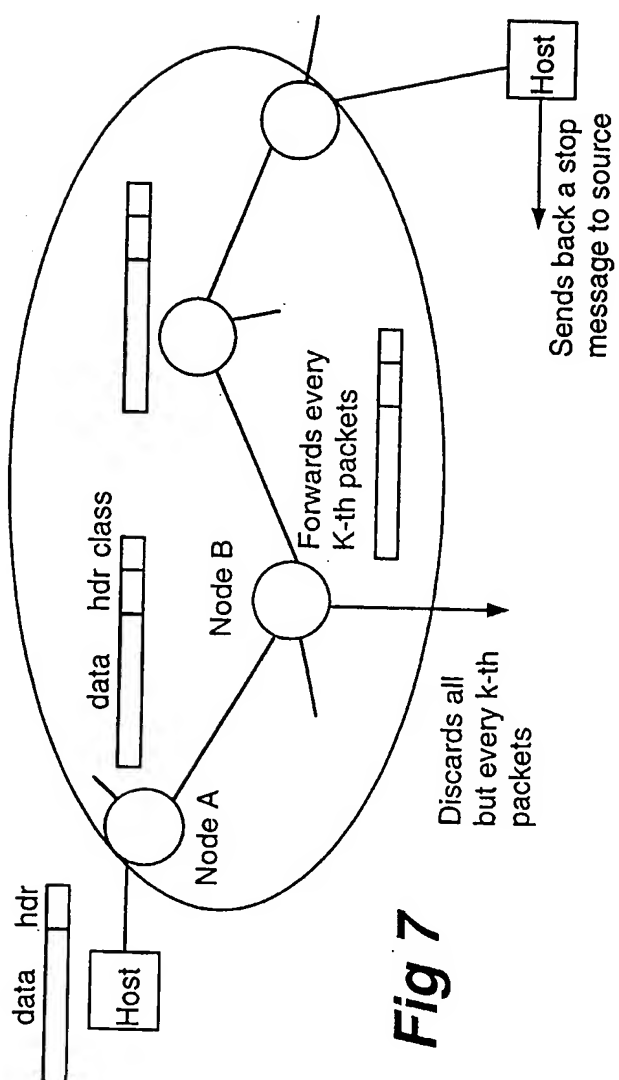 data hdr
Host
Node A
data hdr class
Node B
Forwards every
K-th packets
Discards all
but every k-th
packets
Host
Sends back a stop
message to source
Fig 7